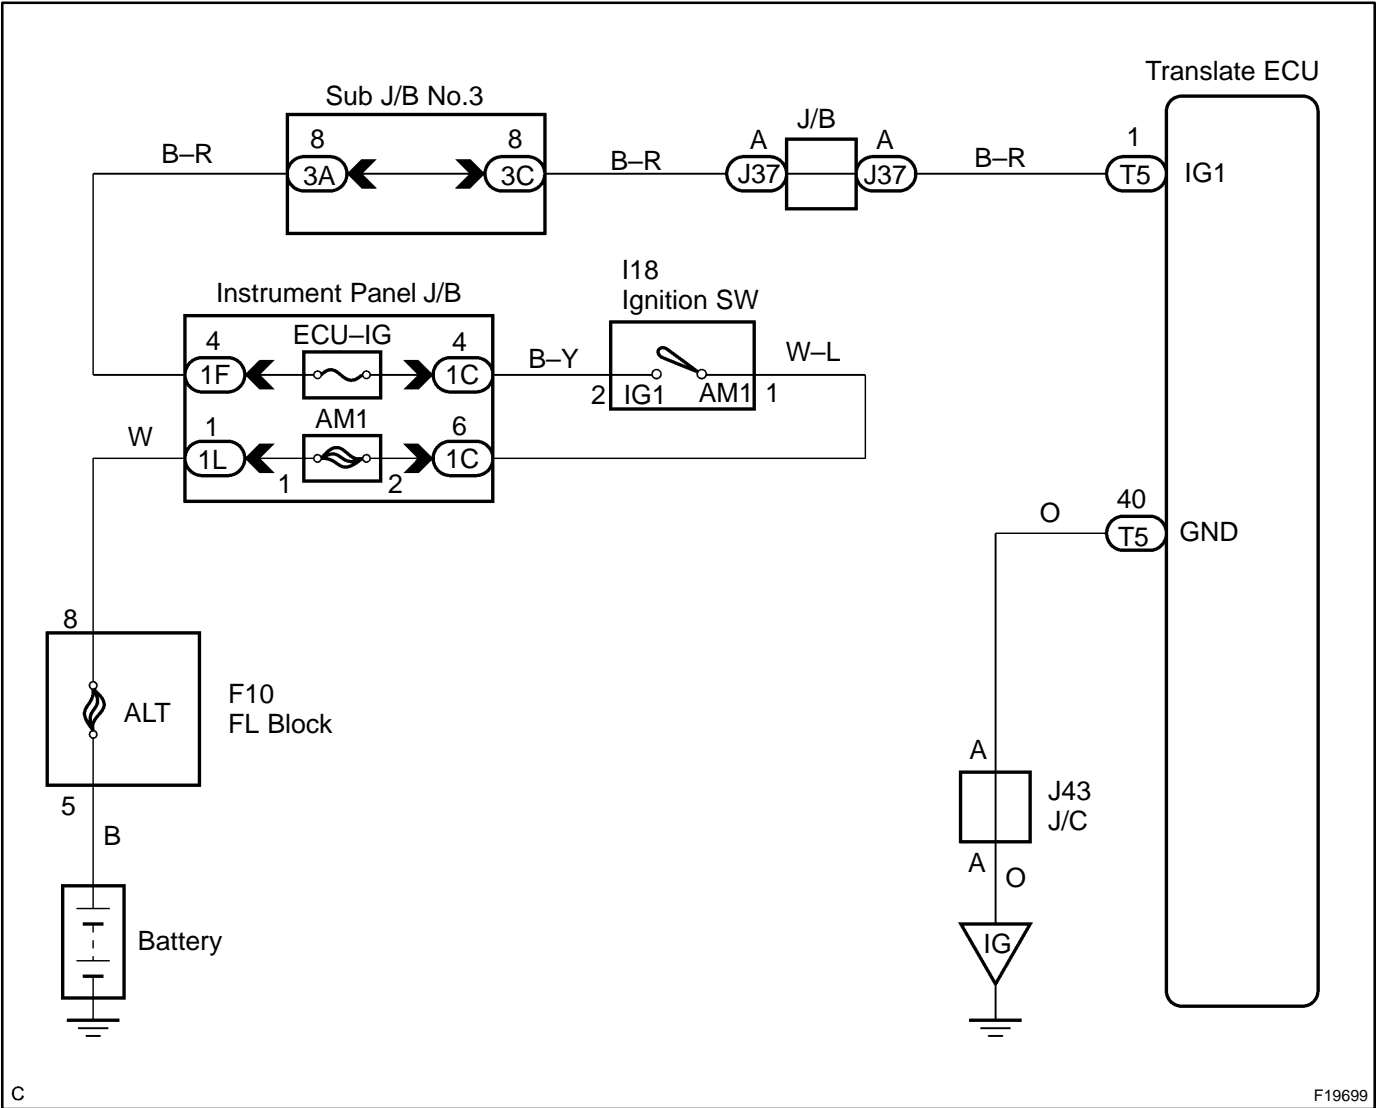 Translate ECU
Sub J/B No.3
J/B
8
8
A
A
1
B–R
3A
3C
B–R
J37
J37
B–R
T5
IG1
I18
Ignition SW
Instrument Panel J/B
4
ECU–IG
4
B–Y
W–L
1F
1C
2
IG1
AM1
1
W
1
AM1
6
1L
1
2
1C
40
O
T5
GND
8
ALT
F10
FL Block
5
B
A
J43
J/C
A
O
Battery
IG
C
F19699